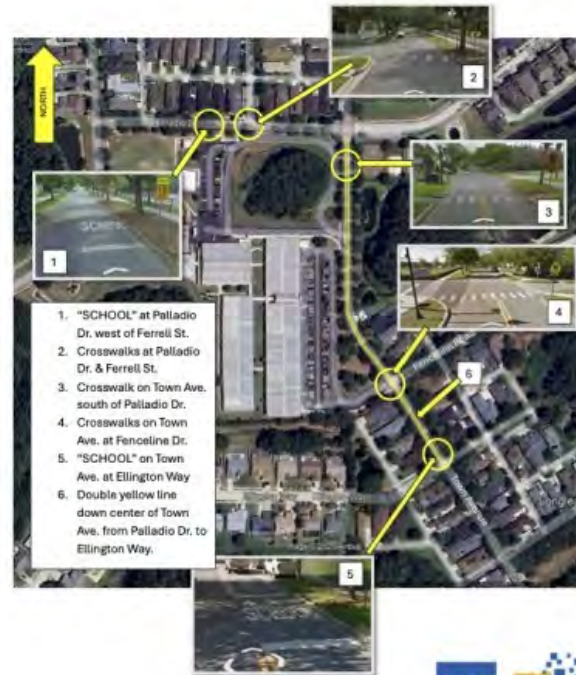 NORTH
2
3
1
SCHOOL
4
1. "SCHOOL" at Palladio
Dr. west of Ferrell St.
2. Crosswalks at Palladio
Dr. & Ferrell St.
3. Crosswalk on Town Ave.
south of Palladio Dr.
4. Crosswalks on Town
Ave. at Fenceline Dr.
5. "SCHOOL" on Town
Ave. at Ellington Way
6. Double yellow line
down center of Town
Ave. from Palladio Dr. to
Ellington Way.
6
5